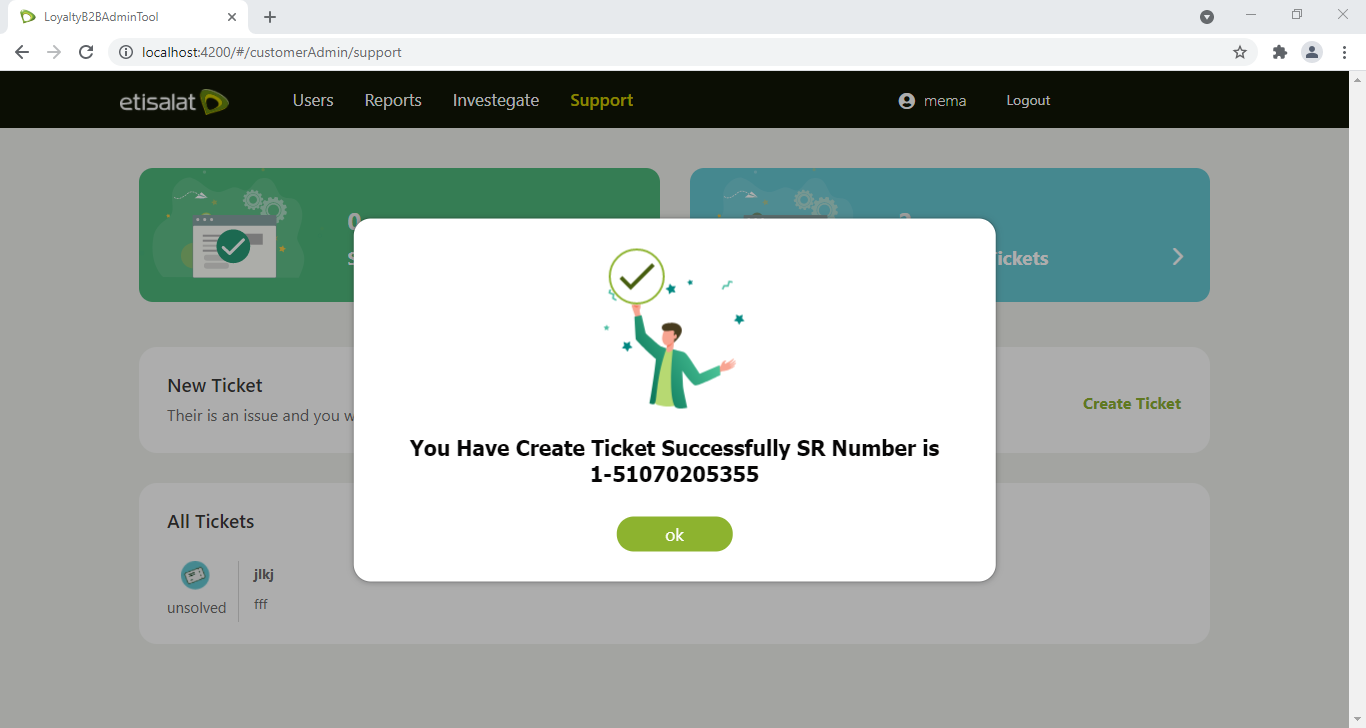 LoyaltyB2BAdminTool
localhost:4200/#/customerAdmin/support
etisalat Users Reports Investegate Support mema Logout
0
ickets
New Ticket
Their is an issue and you w
Create Ticket
You Have Create Ticket Successfully SR Number is
1-51070205355
ok
All Tickets
jlkj
unsolved
fff